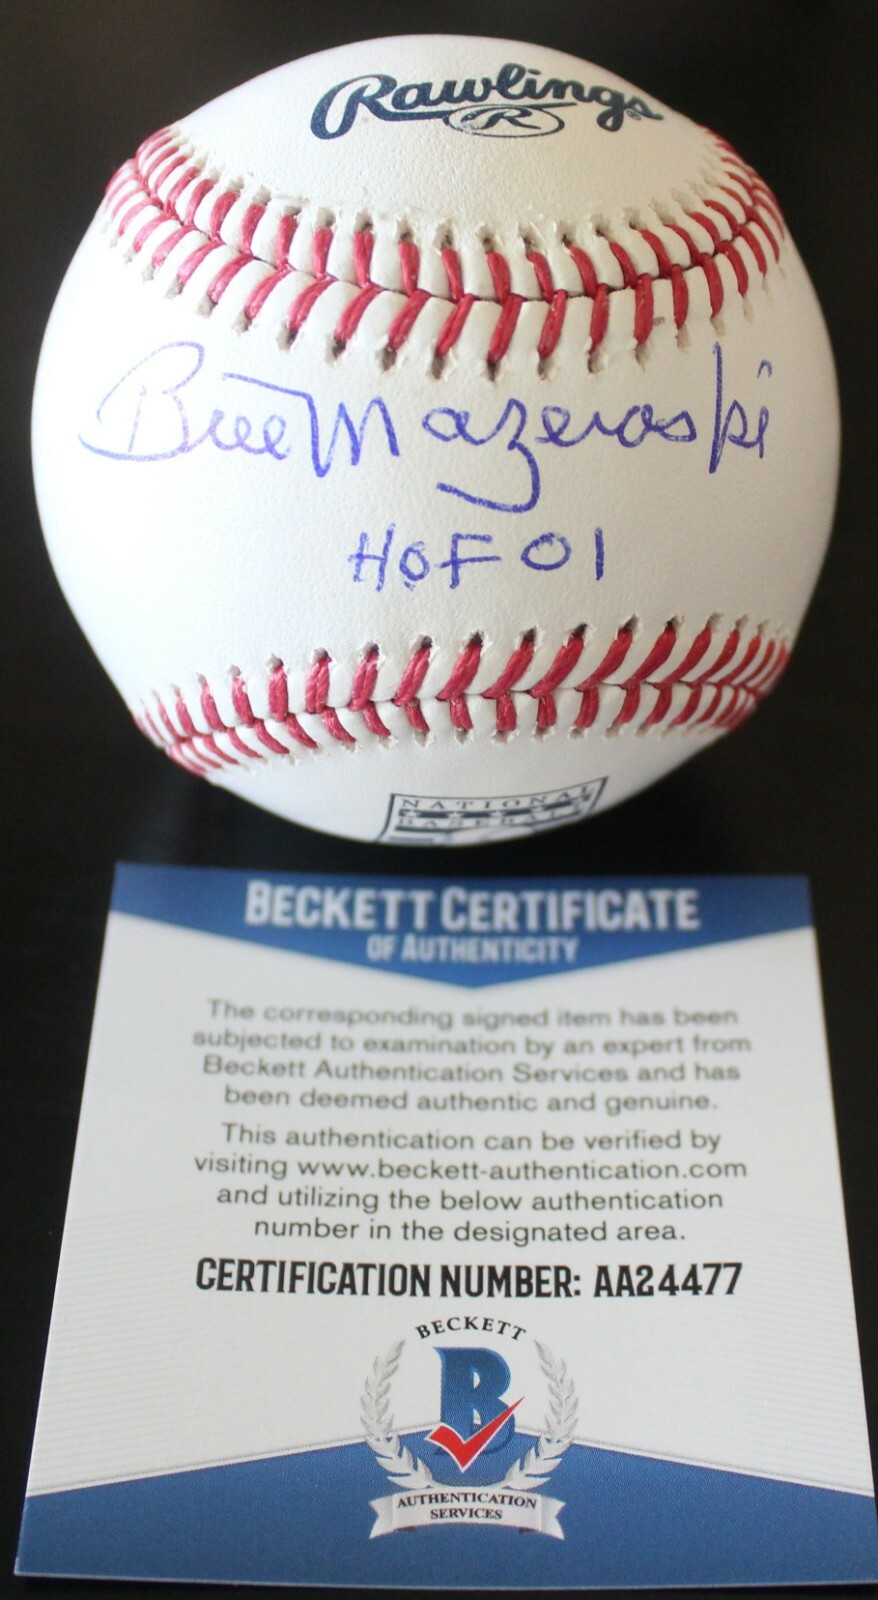 Rawlings
R
Bill Mazeroski
HOF 01
NATIONAL
BASEBALL
BECKETT CERTIFICATE
OF AUTHENTICITY
The corresponding signed item has been
subjected to examination by an expert from
Beckett Authentication Services and has
been deemed authentic and genuine.
This authentication can be verified by
visiting www.beckett-authentication.com
and utilizing the below authentication
number in the designated area.
CERTIFICATION NUMBER: AA24477
BECKETT
B
AUTHENTICATION
SERVICES